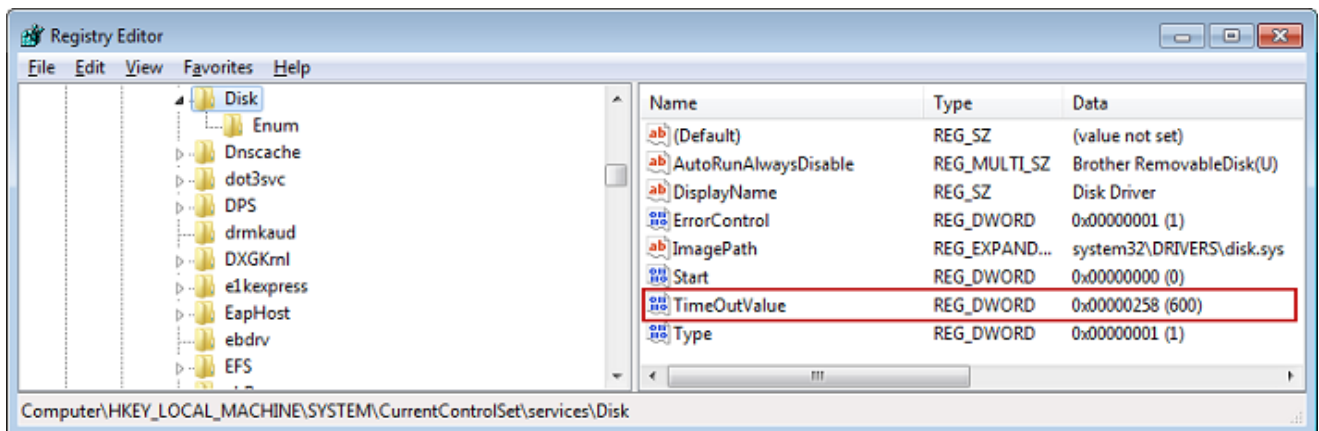 Registry Editor
File Edit View Favorites Help
Disk
Enum
Dnscache
dot3svc
DPS
drmkaud
DXGKrnl
e1kexpress
EapHost
ebdrv
EFS
Name Type Data
(Default) REG_SZ (value not set)
AutoRunAlwaysDisable REG_MULTI_SZ Brother RemovableDisk(U)
DisplayName REG_SZ Disk Driver
ErrorControl REG_DWORD 0x00000001 (1)
ImagePath REG_EXPAND... system32\DRIVERS\disk.sys
Start REG_DWORD 0x00000000 (0)
TimeOutValue REG_DWORD 0x00000258 (600)
Type REG_DWORD 0x00000001 (1)
Computer\HKEY_LOCAL_MACHINE\SYSTEM\CurrentControlSet\services\Disk